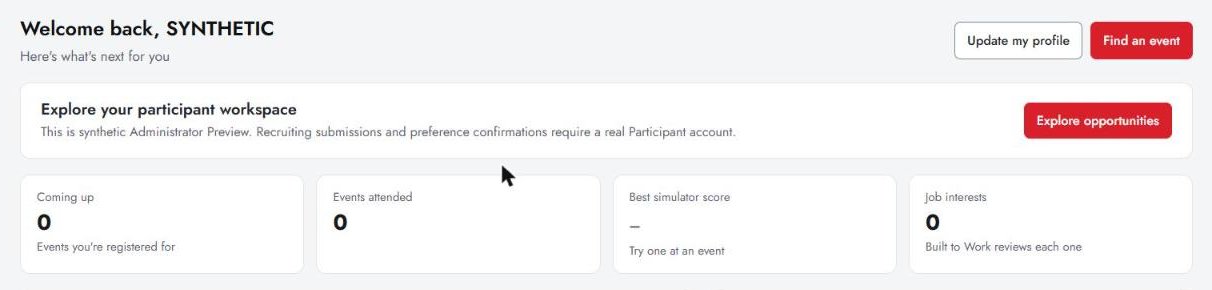 Welcome back, SYNTHETIC
Here's what's next for you
Update my profile
Find an event
Explore your participant workspace
This is synthetic Administrator Preview. Recruiting submissions and preference confirmations require a real Participant account.
Explore opportunities
Coming up
0
Events you're registered for
Events attended
0
Best simulator score
–
Try one at an event
Job interests
0
Built to Work reviews each one